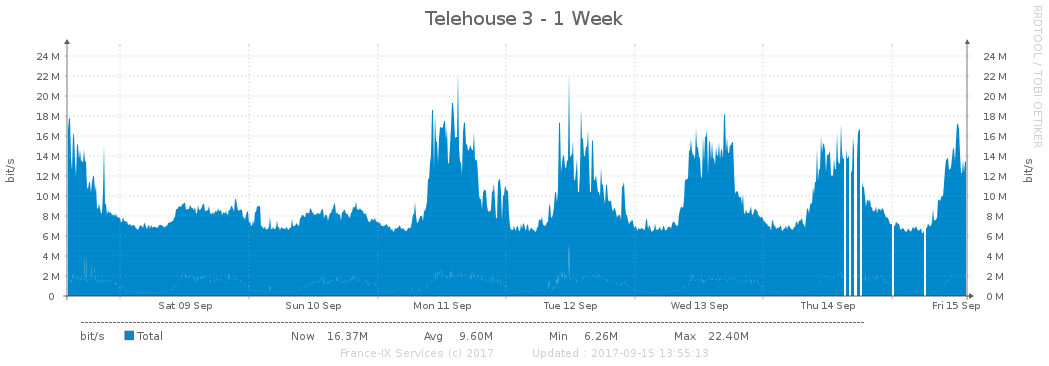 Telehouse 3 - 1 Week
RRDTOOL / TOBI OETIKER
bit/s
24 M 24 M
22 M 22 M
20 M 20 M
18 M 18 M
16 M 16 M
14 M 14 M
12 M 12 M
10 M 10 M
8 M 8 M
6 M 6 M
4 M 4 M
2 M 2 M
0 0 M
bit/s
Sat 09 Sep Sun 10 Sep Mon 11 Sep Tue 12 Sep Wed 13 Sep Thu 14 Sep Fri 15 Sep
bit/s Total Now 16.37M Avg 9.60M Min 6.26M Max 22.40M
France-IX Services (c) 2017 Updated : 2017-09-15 13:55:13